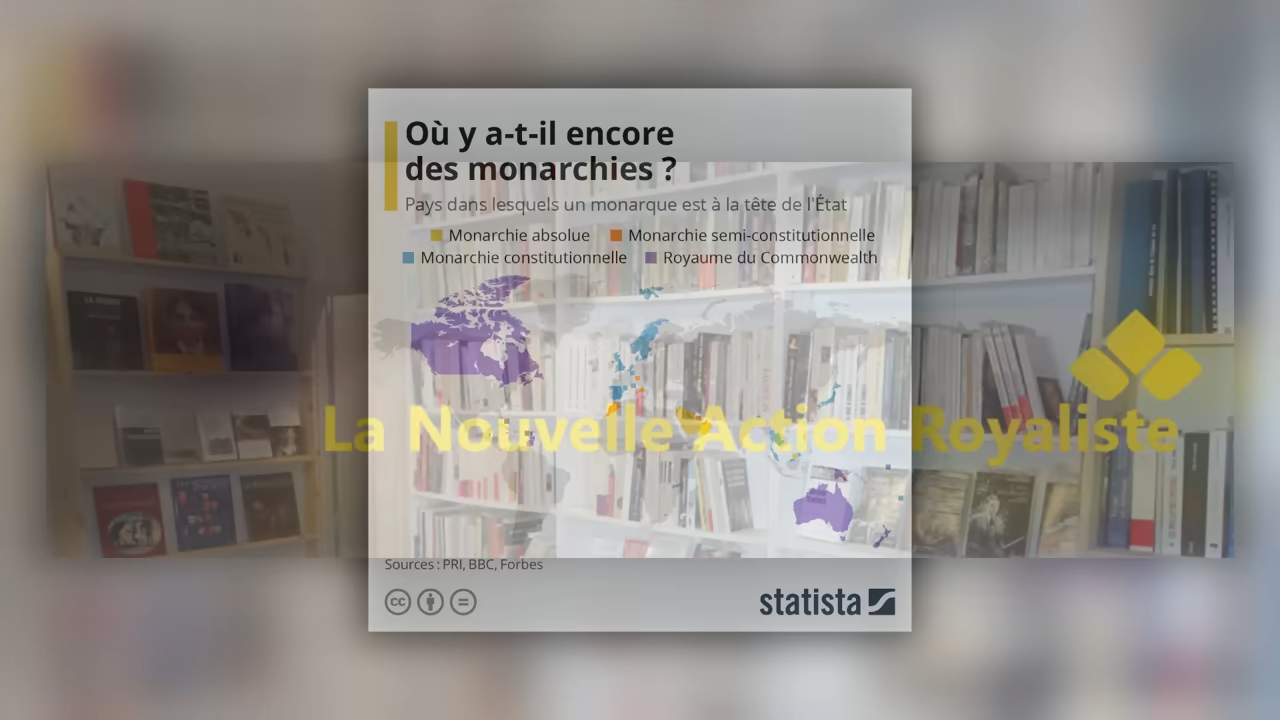 Où y a-t-il encore
des monarchies ?
Pays dans lesquels un monarque est à la tête de l'État
Monarchie absolue
Monarchie semi-constitutionnelle
Monarchie constitutionnelle
Royaume du Commonwealth
La Nouvelle Action Royaliste
Sources : PRI, BBC, Forbes
cc
statista